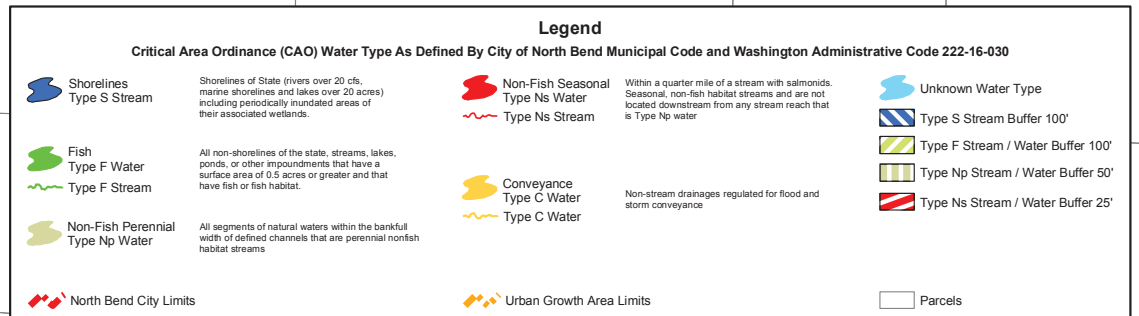 Legend
Critical Area Ordinance (CAO) Water Type As Defined By City of North Bend Municipal Code and Washington Administrative Code 222-16-030
Shorelines
Type S Stream
Shorelines of State (rivers over 20 cfs,
marine shorelines and lakes over 20 acres)
including periodically inundated areas of
their associated wetlands.
Fish
Type F Water
Type F Stream
All non-shorelines of the state, streams, lakes,
ponds, or other impoundments that have a
surface area of 0.5 acres or greater and that
have fish or fish habitat.
Non-Fish Perennial
Type Np Water
All segments of natural waters within the bankfull
width of defined channels that are perennial nonfish
habitat streams
North Bend City Limits
Non-Fish Seasonal
Type Ns Water
Type Ns Stream
Within a quarter mile of a stream with salmonids.
Seasonal, non-fish habitat streams and are not
located downstream from any stream reach that
is Type Np water
Conveyance
Type C Water
Type C Water
Non-stream drainages regulated for flood and
storm conveyance
Urban Growth Area Limits
Unknown Water Type
Type S Stream Buffer 100'
Type F Stream / Water Buffer 100'
Type Np Stream / Water Buffer 50'
Type Ns Stream / Water Buffer 25'
Parcels